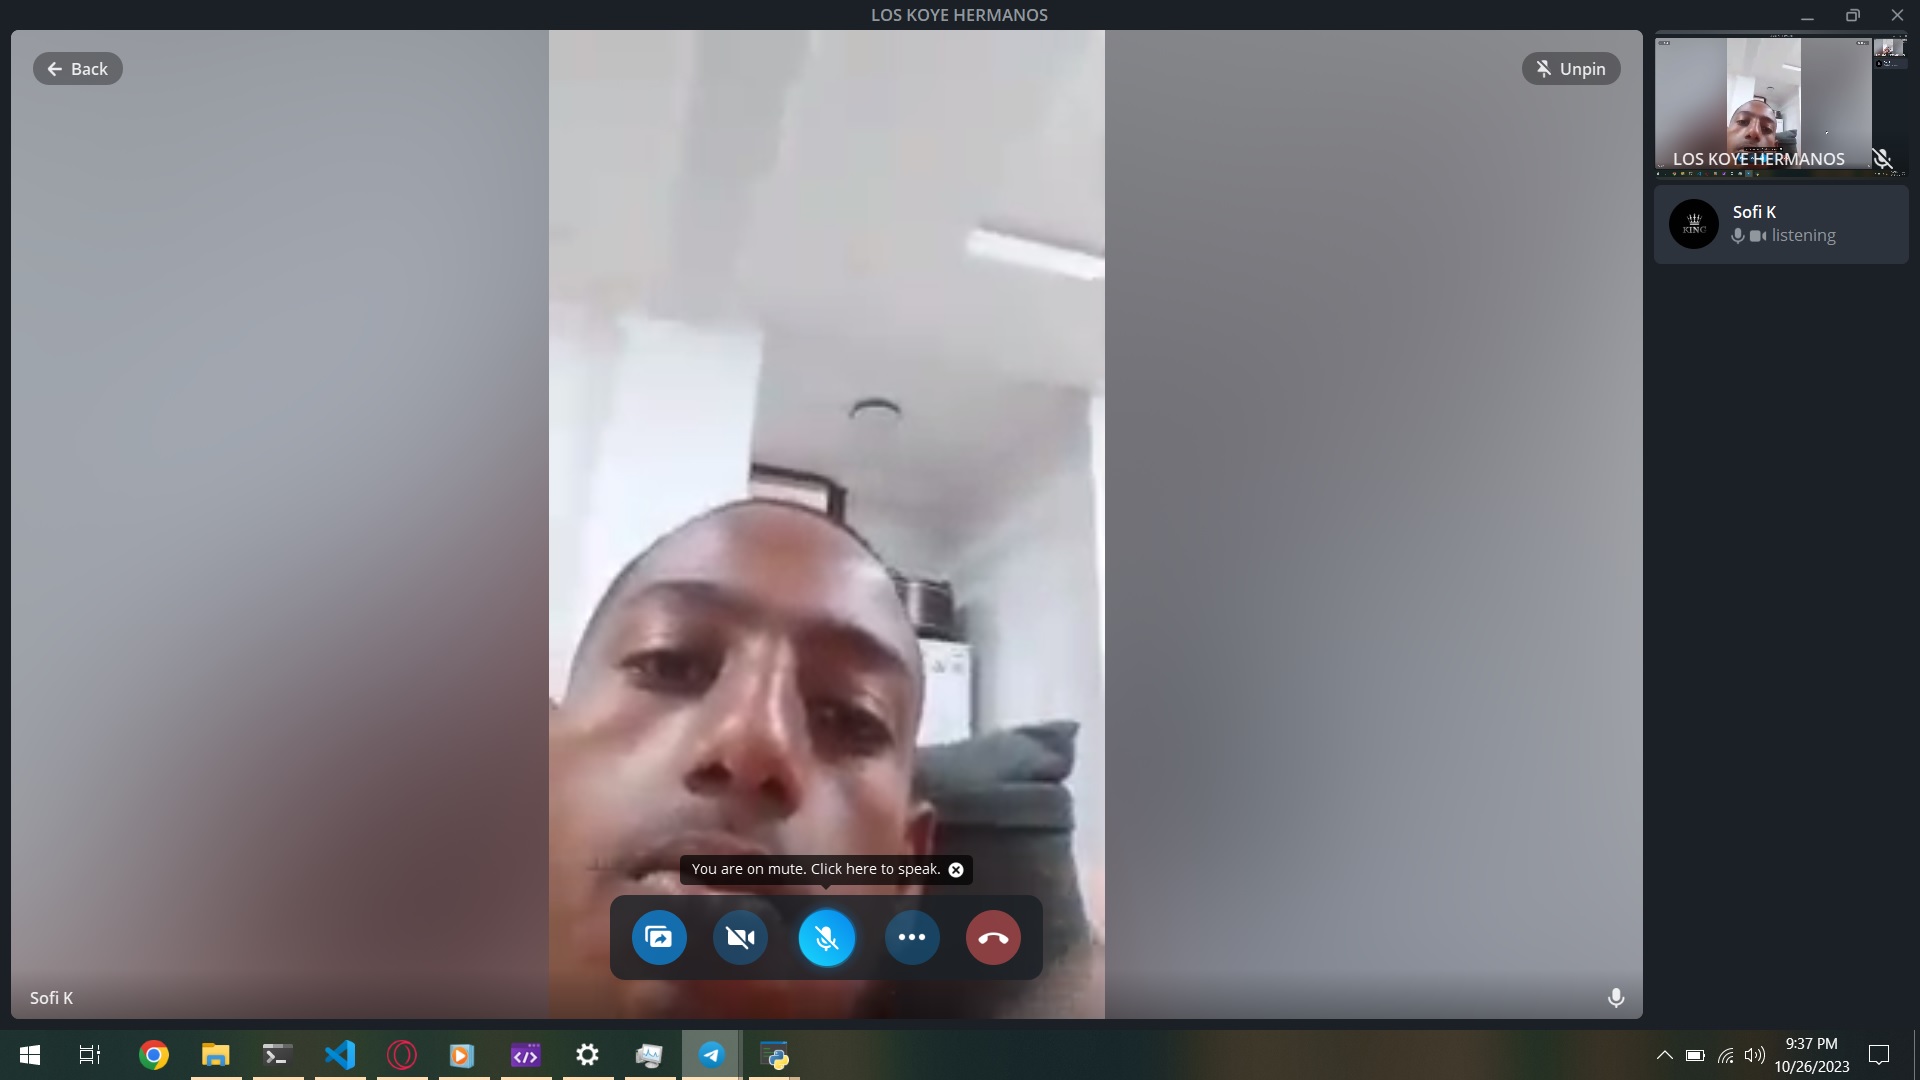 LOS KOYE HERMANOS
Back
Unpin
LOS KOYE HERMANOS
Sofi K
KING
listening
You are on mute. Click here to speak.
Sofi K
9:37 PM
10/26/2023